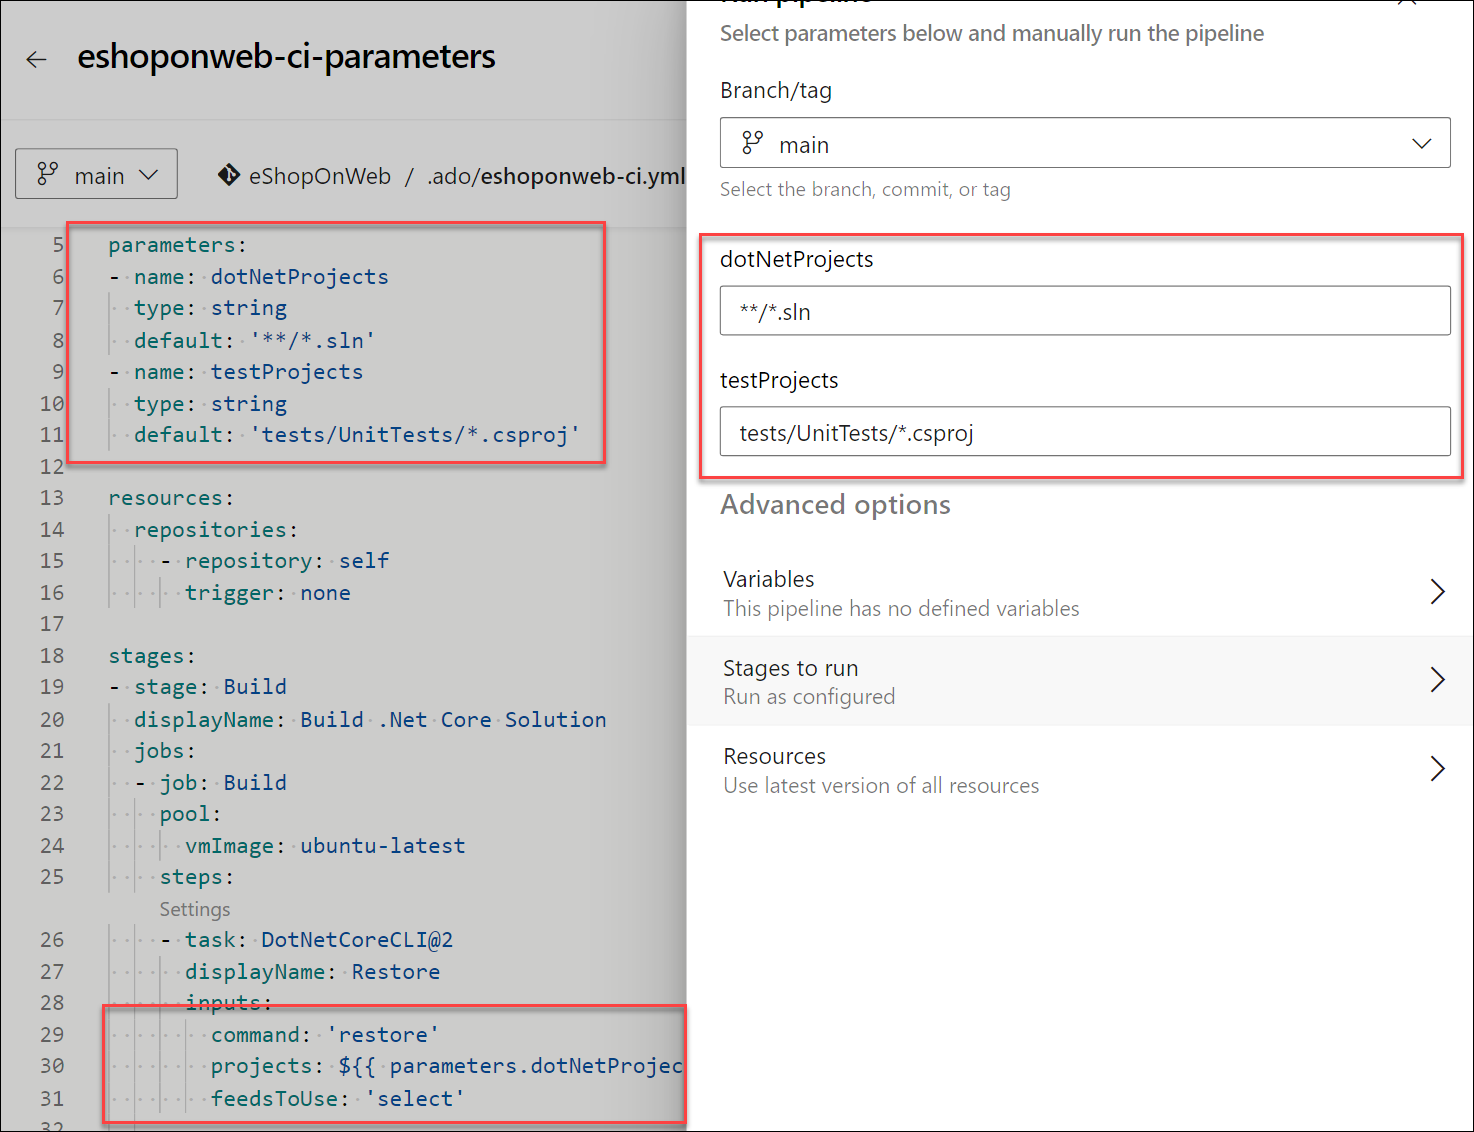 eshoponweb-ci-parameters
main
eShopOnWeb / .ado/eshoponweb-ci.yml
5 parameters:
6 - name: dotNetProjects
7 type: string
8 default: '**/*.sln'
9 - name: testProjects
10 type: string
11 default: 'tests/UnitTests/*.csproj'
12
13 resources:
14 repositories:
15 - repository: self
16 trigger: none
17
18 stages:
19 - stage: Build
20 displayName: Build .Net Core Solution
21 jobs:
22 - job: Build
23 pool:
24 vmImage: ubuntu-latest
25 steps:
Settings
26 - task: DotNetCoreCLI@2
27 displayName: Restore
28 inputs:
29 command: 'restore'
30 projects: ${{ parameters.dotNetProjec
31 feedsToUse: 'select'
32
Run pipeline
Select parameters below and manually run the pipeline
Branch/tag
main
Select the branch, commit, or tag
dotNetProjects
**/*.sln
testProjects
tests/UnitTests/*.csproj
Advanced options
Variables
This pipeline has no defined variables
Stages to run
Run as configured
Resources
Use latest version of all resources